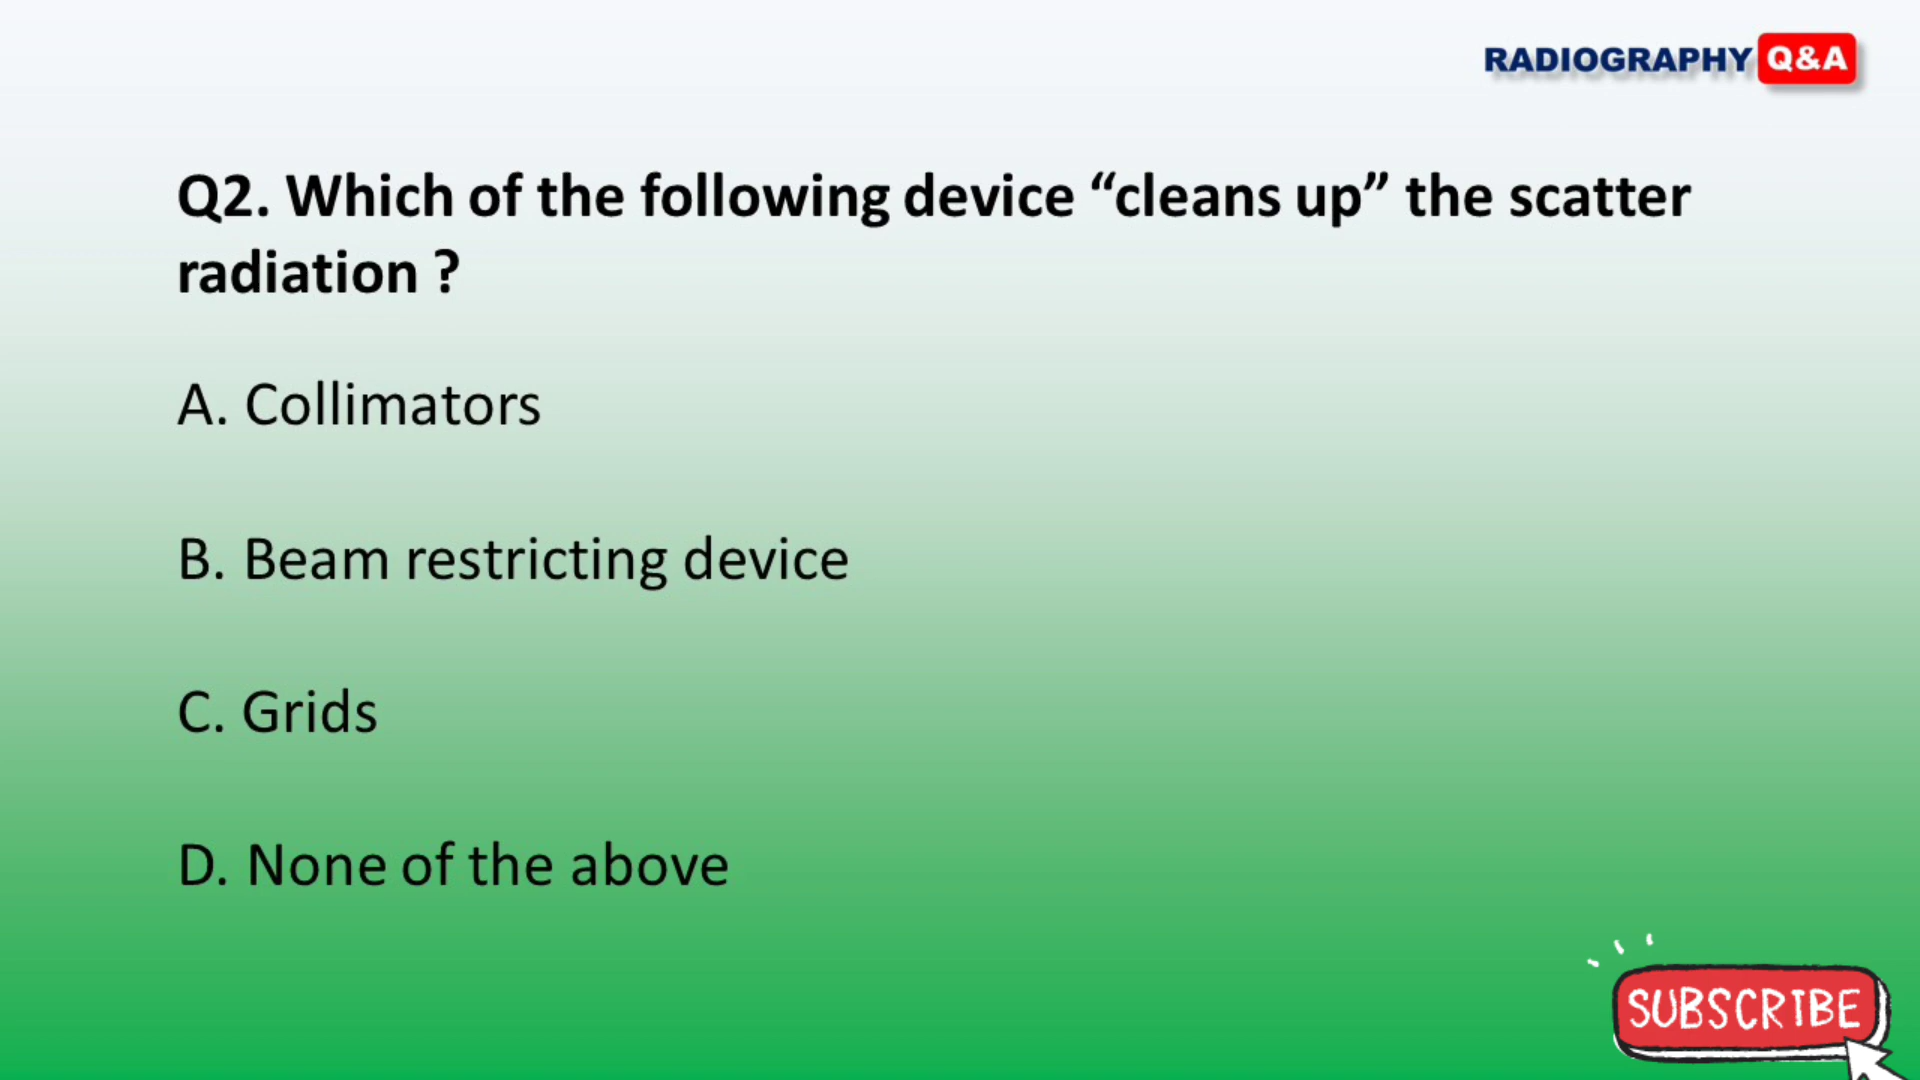 RADIOGRAPHY Q&A
Q2. Which of the following device “cleans up” the scatter
radiation ?
A. Collimators
B. Beam restricting device
C. Grids
D. None of the above
SUBSCRIBE